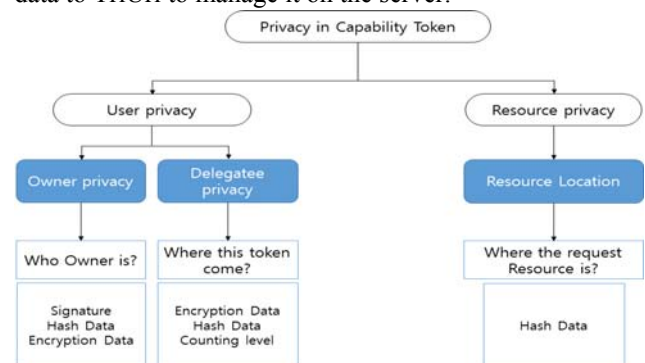 data to                to manage it on the server.
Privacy in Capability Token
User privacy
Resource privacy
Owner privacy
Delegatee
privacy
Resource Location
Who Owner is?
Where this token
come?
Where the request
Resource is?
Signature
Hash Data
Encryption Data
Encryption Data
Hash Data
Counting level
Hash Data